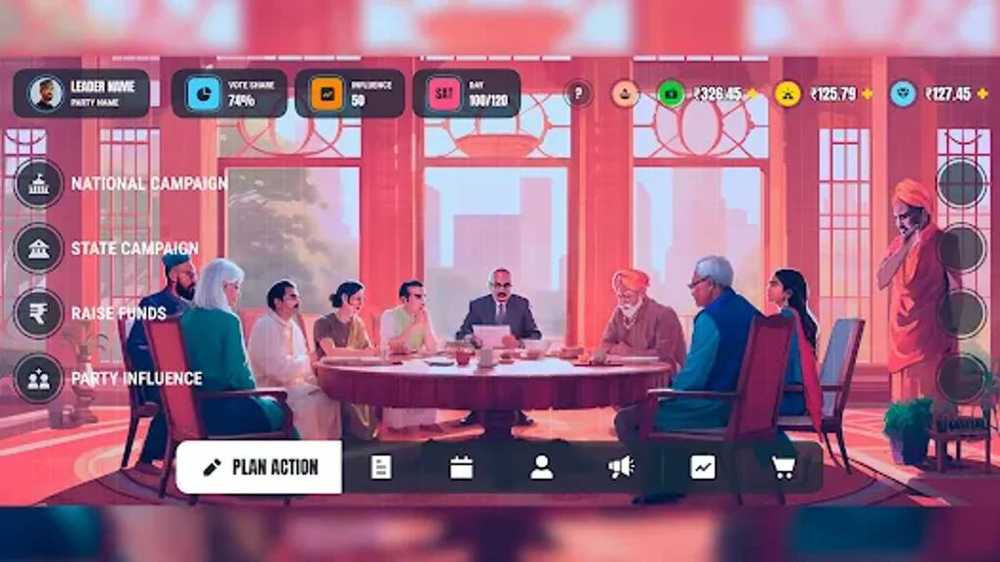 LEADER NAME
PARTY NAME
VOTE SHARE
74%
INFLUENCE
50
SAT
DAY
100/120
?
₹326.45
₹125.79
₹127.45
NATIONAL CAMPAIGN
STATE CAMPAIGN
RAISE FUNDS
₹
PARTY INFLUENCE
PLAN ACTION